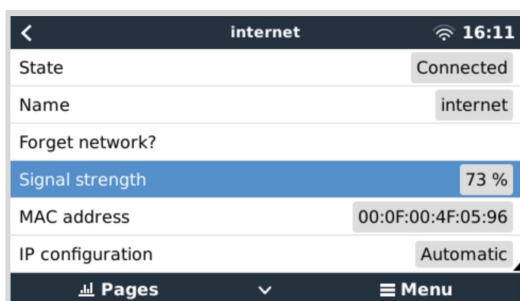 internet 16:11
State Connected
Name internet
Forget network?
Signal strength 73 %
MAC address 00:0F:00:4F:05:96
IP configuration Automatic
Pages Menu